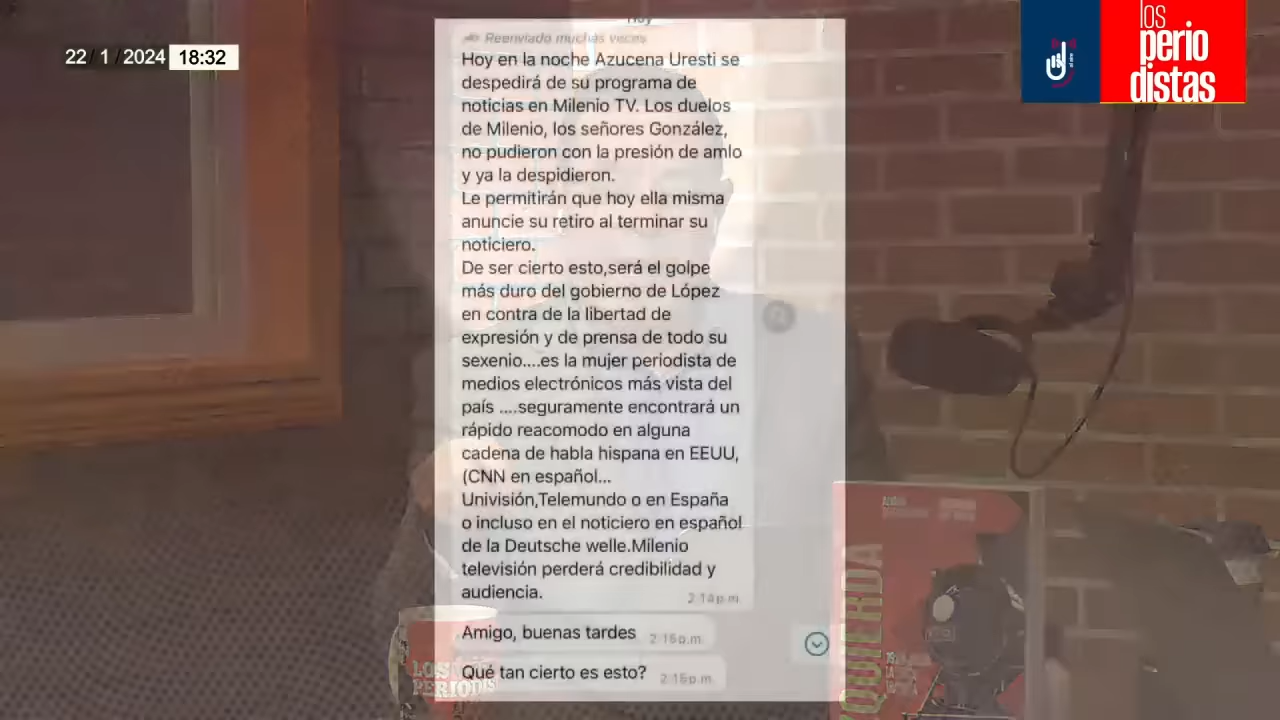 22 / 1 / 2024 18:32
los
perio
distas
Hoy
Reenviado muchas veces
Hoy en la noche Azucena Uresti se
despedirá de su programa de
noticias en Milenio TV. Los duelos
de Milenio, los señores González,
no pudieron con la presión de amlo
y ya la despidieron.
Le permitirán que hoy ella misma
anuncie su retiro al terminar su
noticiero.
De ser cierto esto,será el golpe
más duro del gobierno de López
en contra de la libertad de
expresión y de prensa de todo su
sexenio....es la mujer periodista de
medios electrónicos más vista del
país ....seguramente encontrará un
rápido reacomodo en alguna
cadena de habla hispana en EEUU,
(CNN en español...
Univisión,Telemundo o en España
o incluso en el noticiero en español
de la Deutsche welle.Milenio
televisión perderá credibilidad y
audiencia.
2:14p.m.
Amigo, buenas tardes 2:15p.m.
Qué tan cierto es esto? 2:15p.m.
LOS
PERIODIS